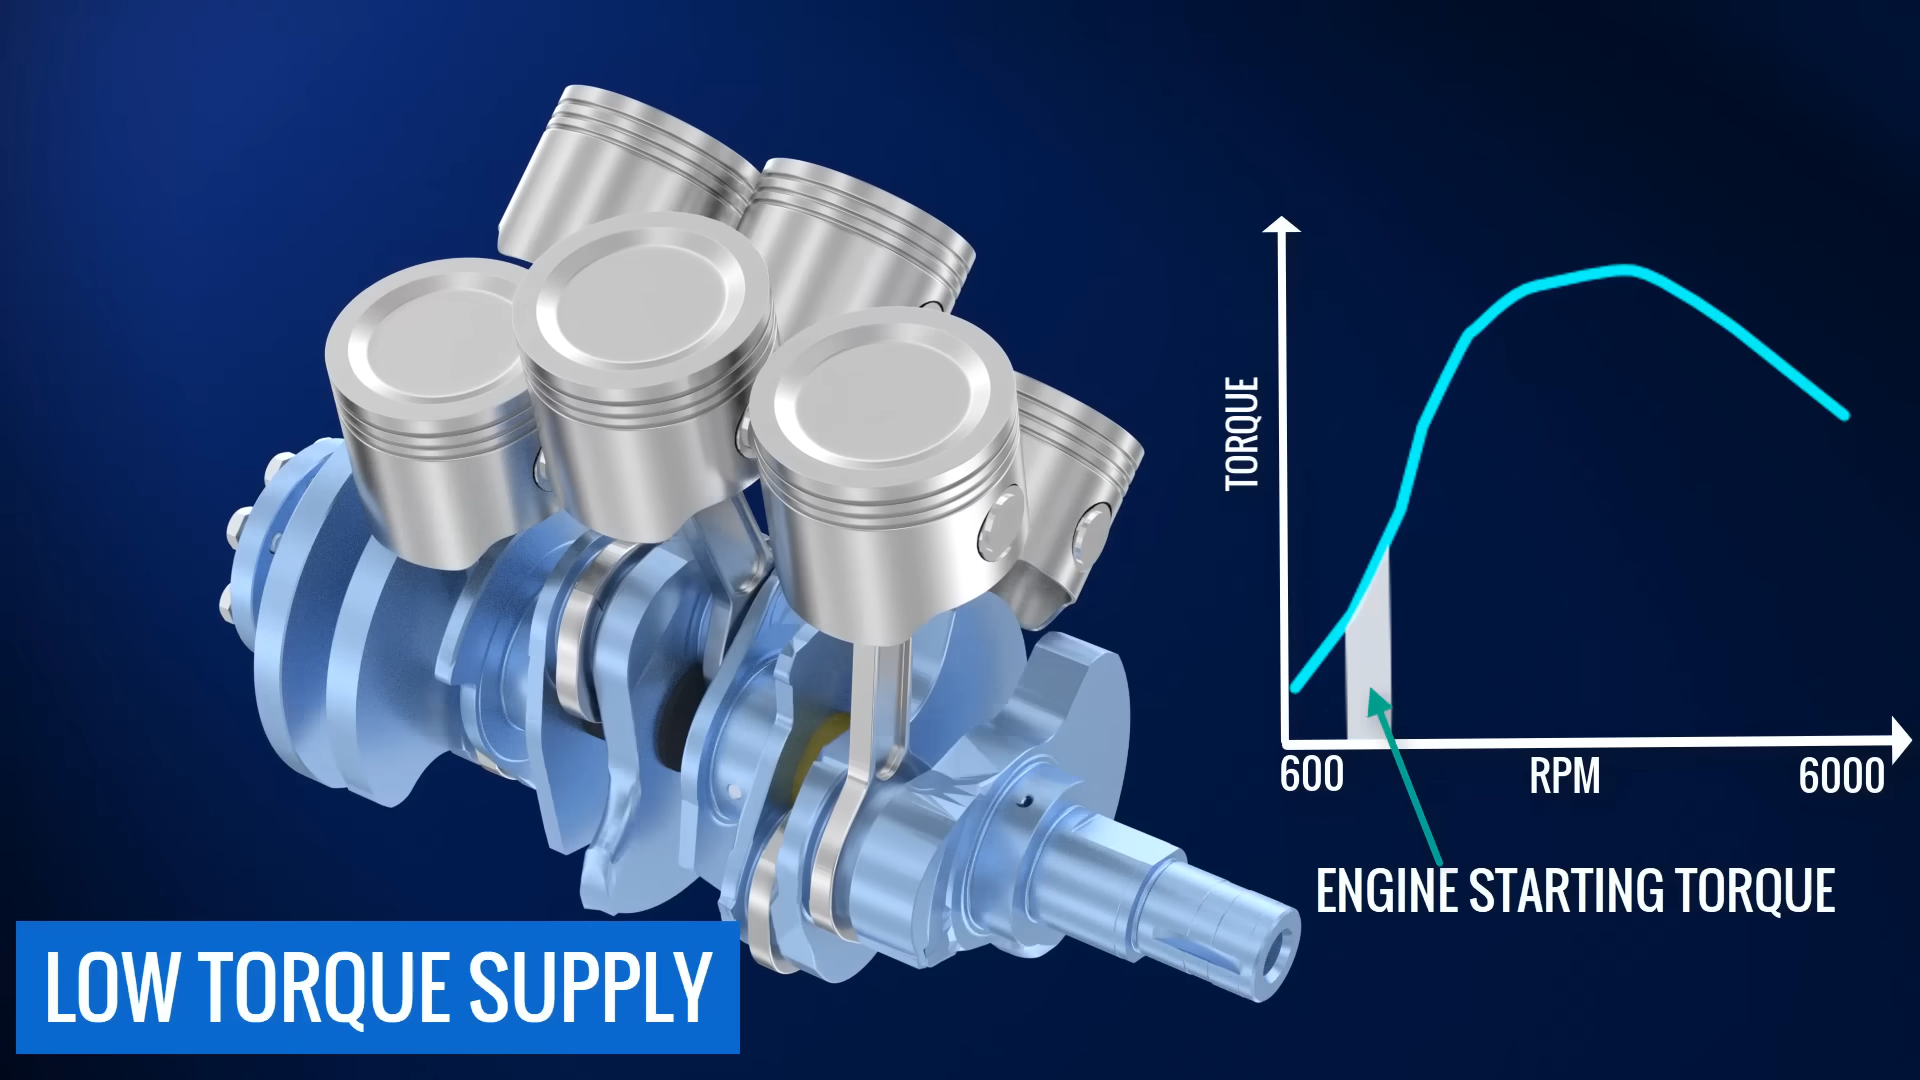 TORQUE
600
RPM
6000
ENGINE STARTING TORQUE
LOW TORQUE SUPPLY